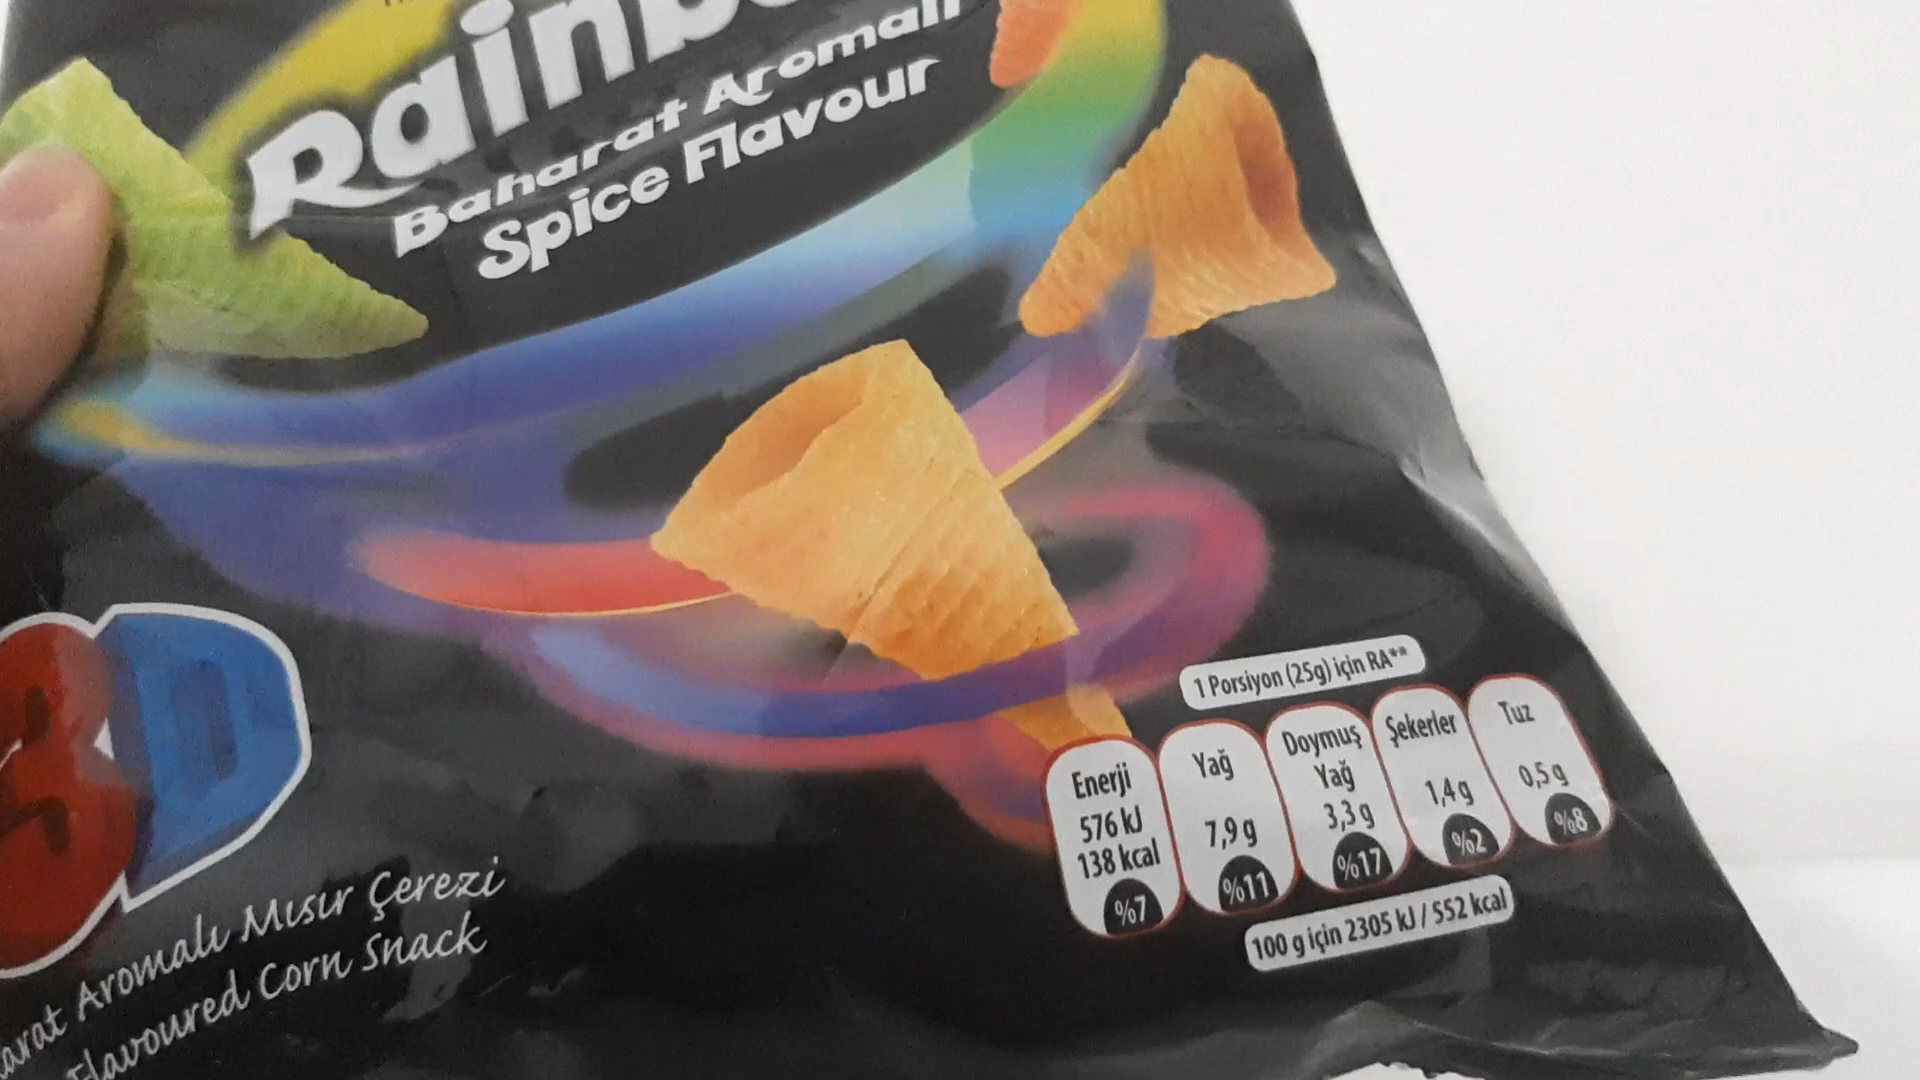 Baharat Aromalı
Spice Flavour
3D
Aromalı Mısır Çerezi
Flavoured Corn Snack
1 Porsiyon (25g) için RA**
Enerji
576 kJ
138 kcal
%7
Yağ
7,9 g
%11
Doymuş
Yağ
3,3 g
%17
Şekerler
1,4 g
%2
Tuz
0,5 g
%8
100 g için 2305 kJ / 552 kcal